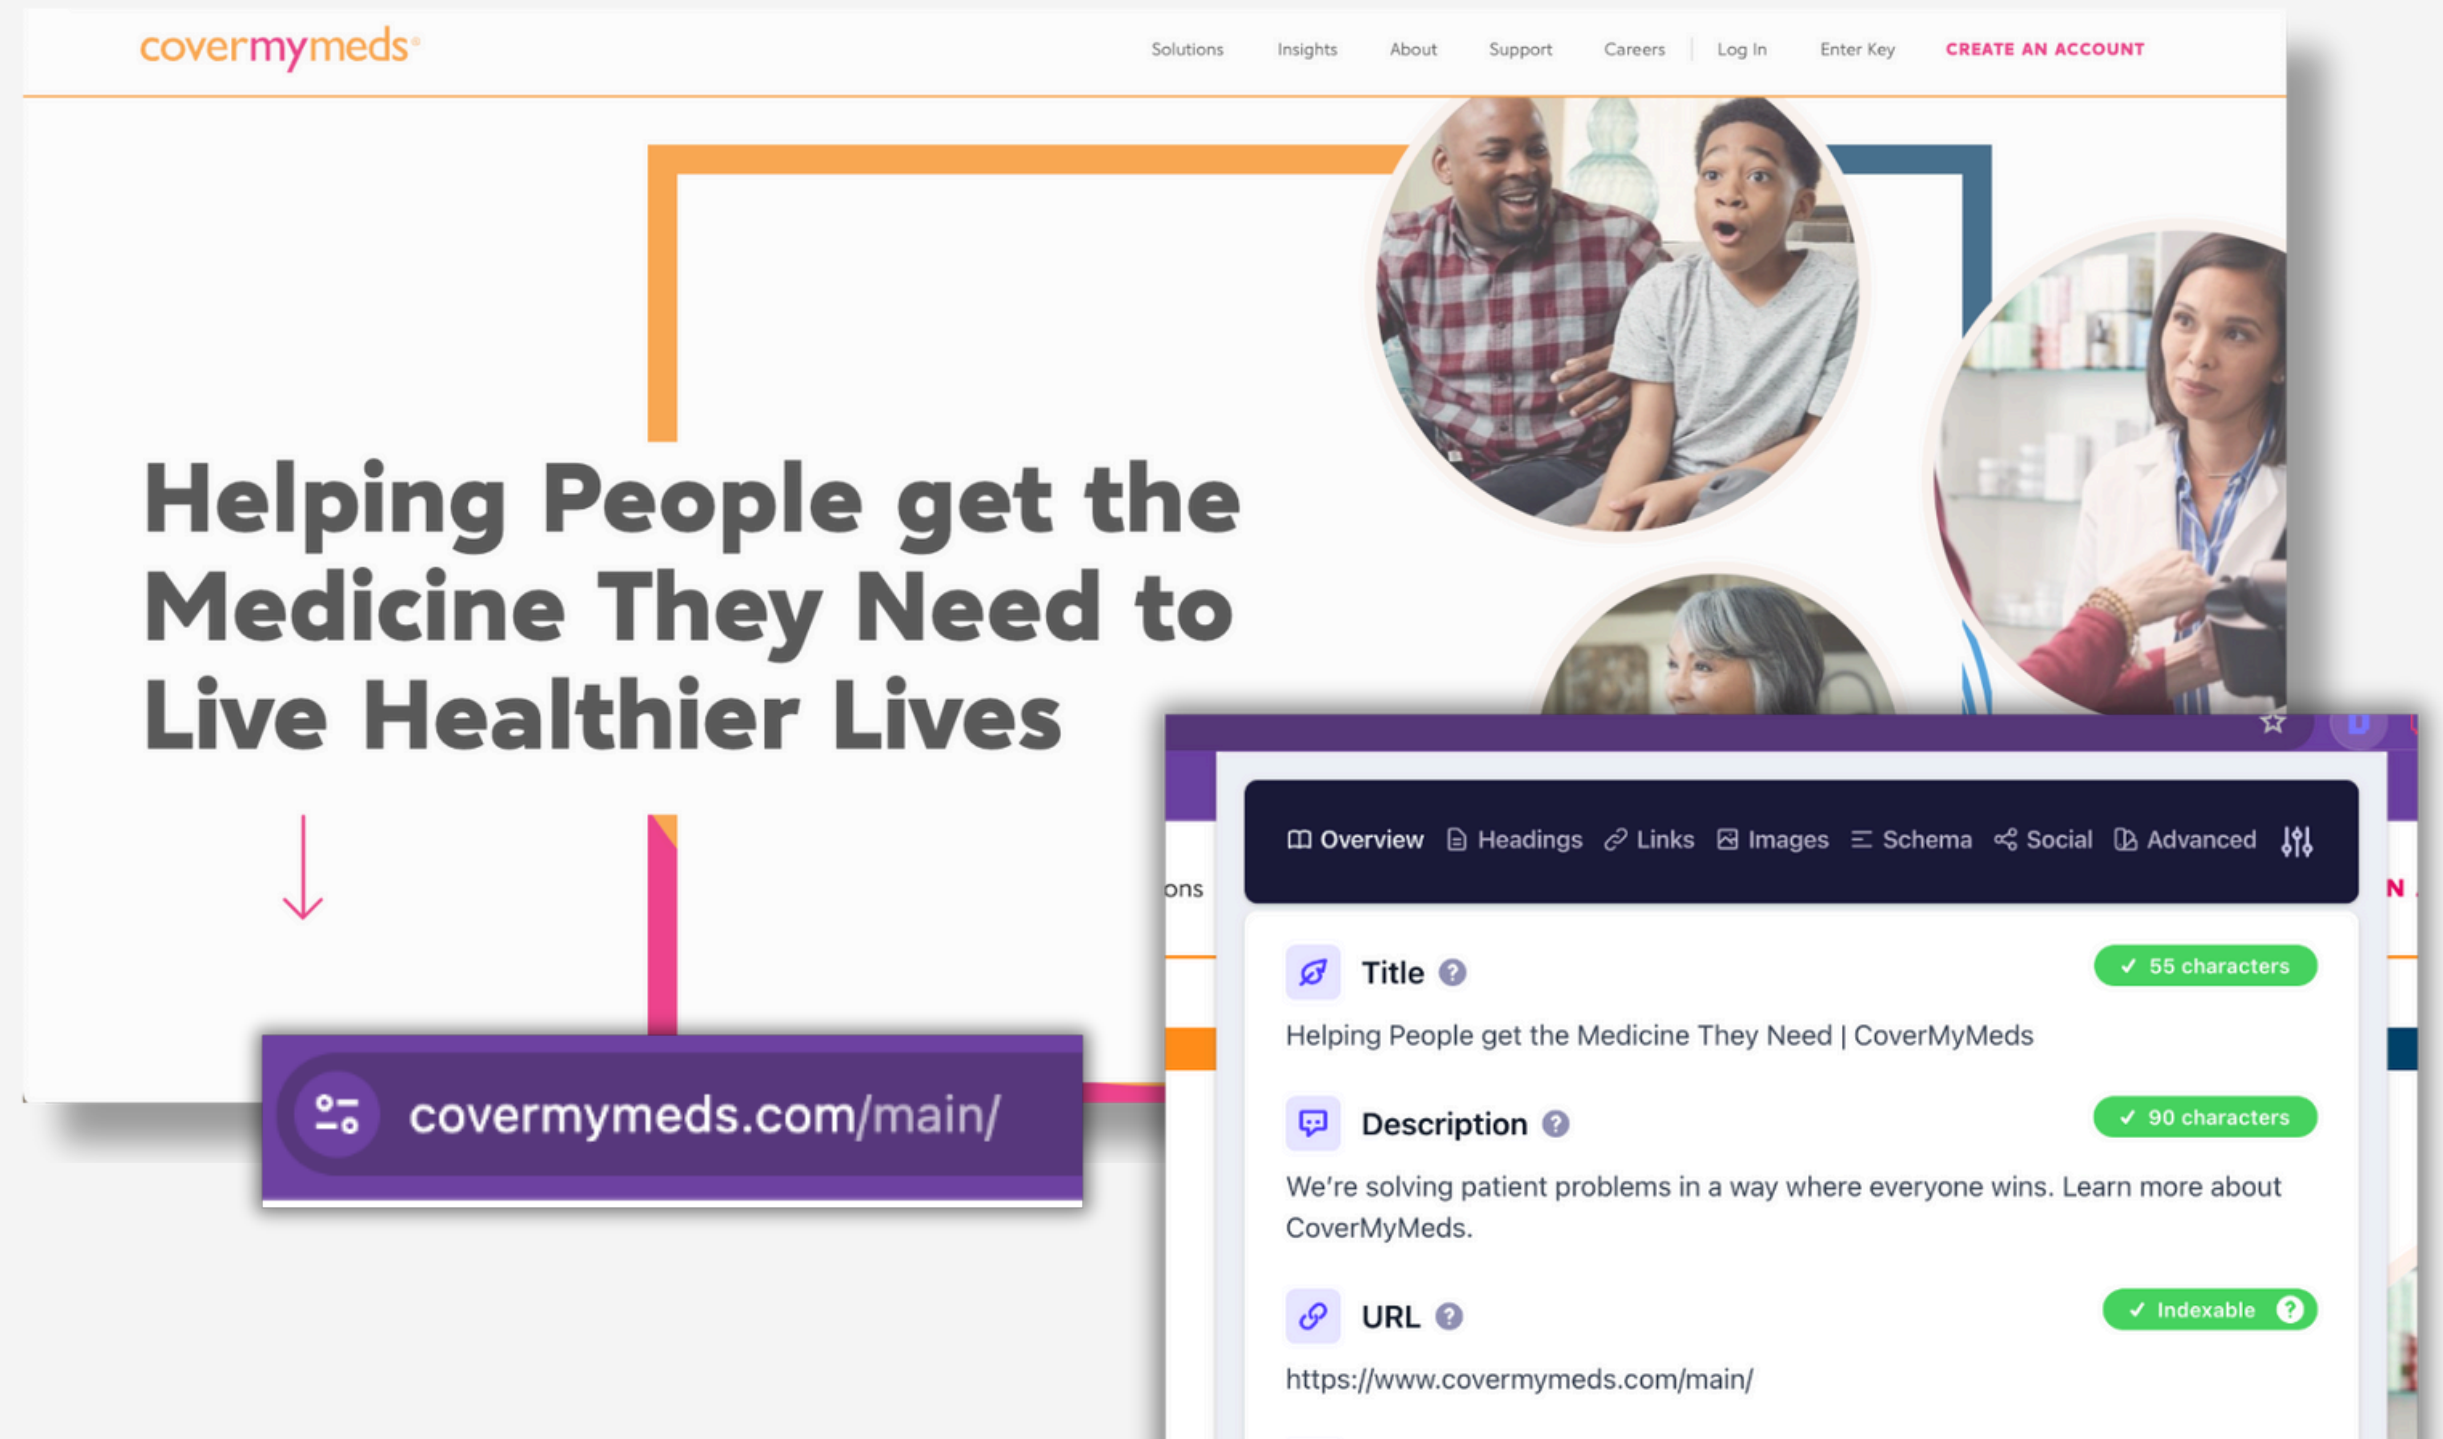 covermymeds®
Solutions Insights About Support Careers Log In Enter Key CREATE AN ACCOUNT
Helping People get the
Medicine They Need to
Live Healthier Lives
covermymeds.com/main/
ons
N
Overview Headings Links Images Schema Social Advanced
Title ?
✓ 55 characters
Helping People get the Medicine They Need | CoverMyMeds
Description ?
✓ 90 characters
We’re solving patient problems in a way where everyone wins. Learn more about
CoverMyMeds.
URL ?
✓ Indexable ?
https://www.covermymeds.com/main/